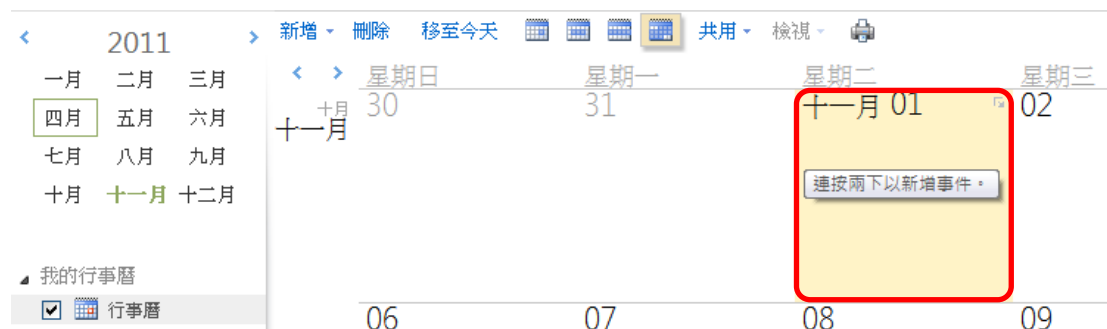 2011
一月 二月 三月
四月 五月 六月
七月 八月 九月
十月 十一月 十二月
我的行事曆
行事曆
新增 刪除 移至今天 共用 檢視
星期日 星期一 星期二 星期三
十月
十一月
30 31 十一月 01 02
連按兩下以新增事件。
06 07 08 09